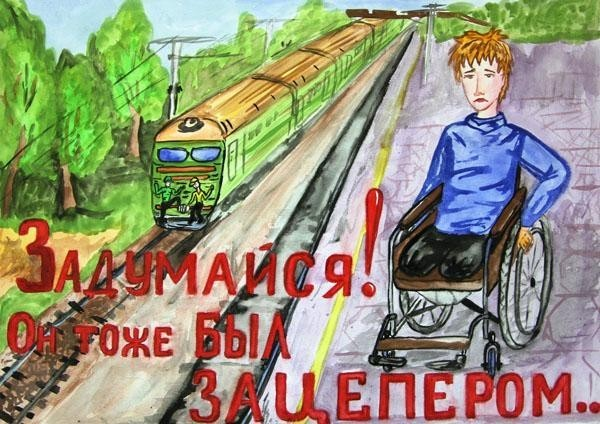 Задумайся!
Он тоже был
зацепером..